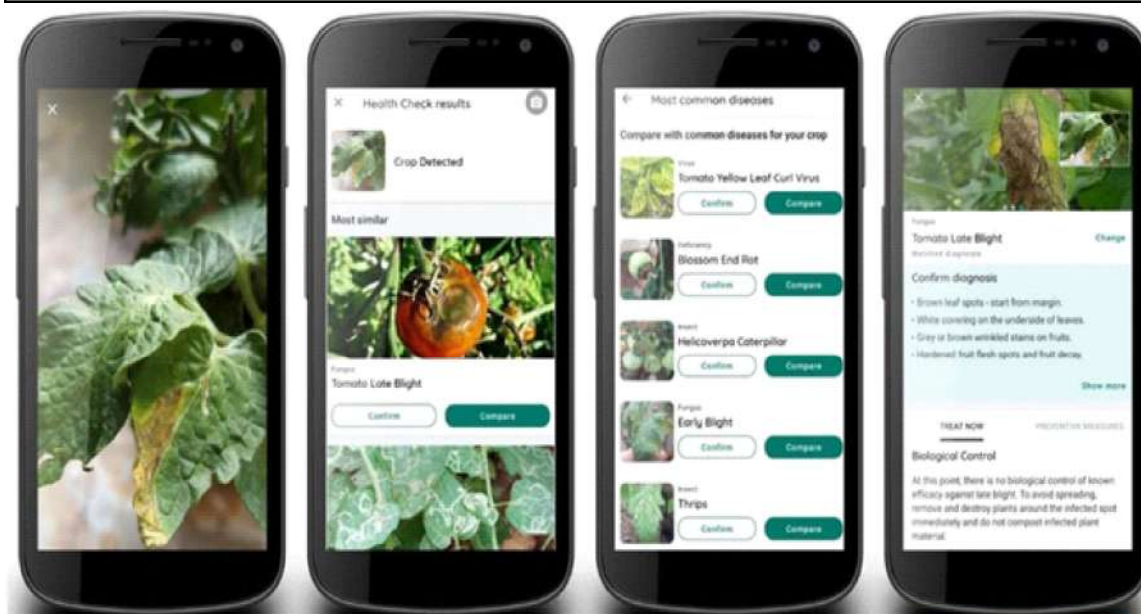 Health Check results
Crop Detected
Most similar
Fungus
Tomato Late Blight
Confirm
Compare
Most common diseases
Compare with common diseases for your crop
Virus
Tomato Yellow Leaf Curl Virus
Confirm
Compare
Deficiency
Blossom End Rot
Confirm
Compare
Insect
Helicoverpa Caterpillar
Confirm
Compare
Fungus
Early Blight
Confirm
Compare
Insect
Thrips
Confirm
Compare
Fungus
Tomato Late Blight
Change
Matched diagnosis
Confirm diagnosis
• Brown leaf spots - start from margin.
• White covering on the underside of leaves.
• Grey or brown wrinkled stains on fruits.
• Hardened fruit flesh spots and fruit decay.
Show more
TREAT NOW
PREVENTIVE MEASURES
Biological Control
At this point, there is no biological control of known
efficacy against late blight. To avoid spreading,
remove and destroy plants around the infected spot
immediately and do not compost infected plant
material.